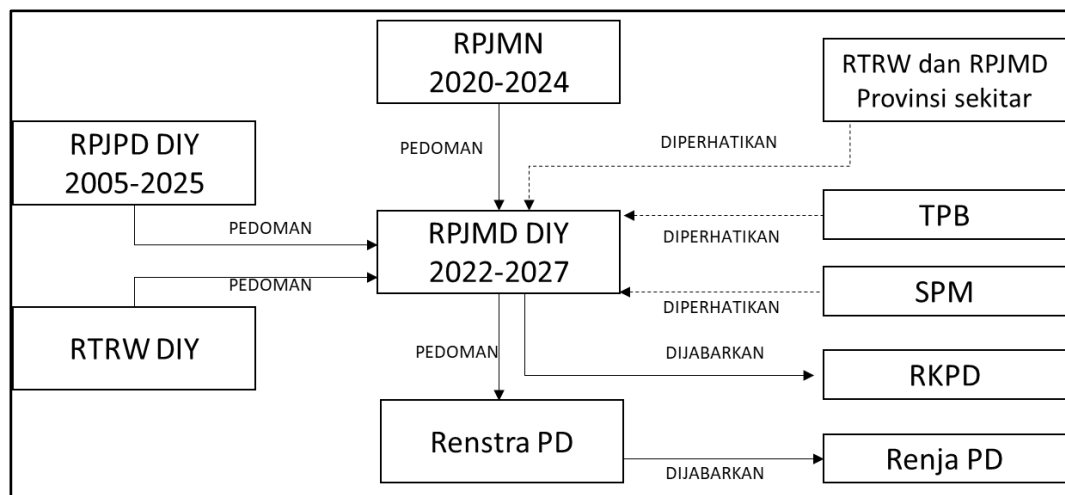 RPJMN
2020-2024
RTRW dan RPJMD
Provinsi sekitar
RPJPD DIY
2005-2025
PEDOMAN
DIPERHATIKAN
TPB
PEDOMAN
RPJMD DIY
2022-2027
DIPERHATIKAN
PEDOMAN
SPM
DIPERHATIKAN
RTRW DIY
PEDOMAN
DIJABARKAN
RKPD
Renstra PD
DIJABARKAN
Renja PD